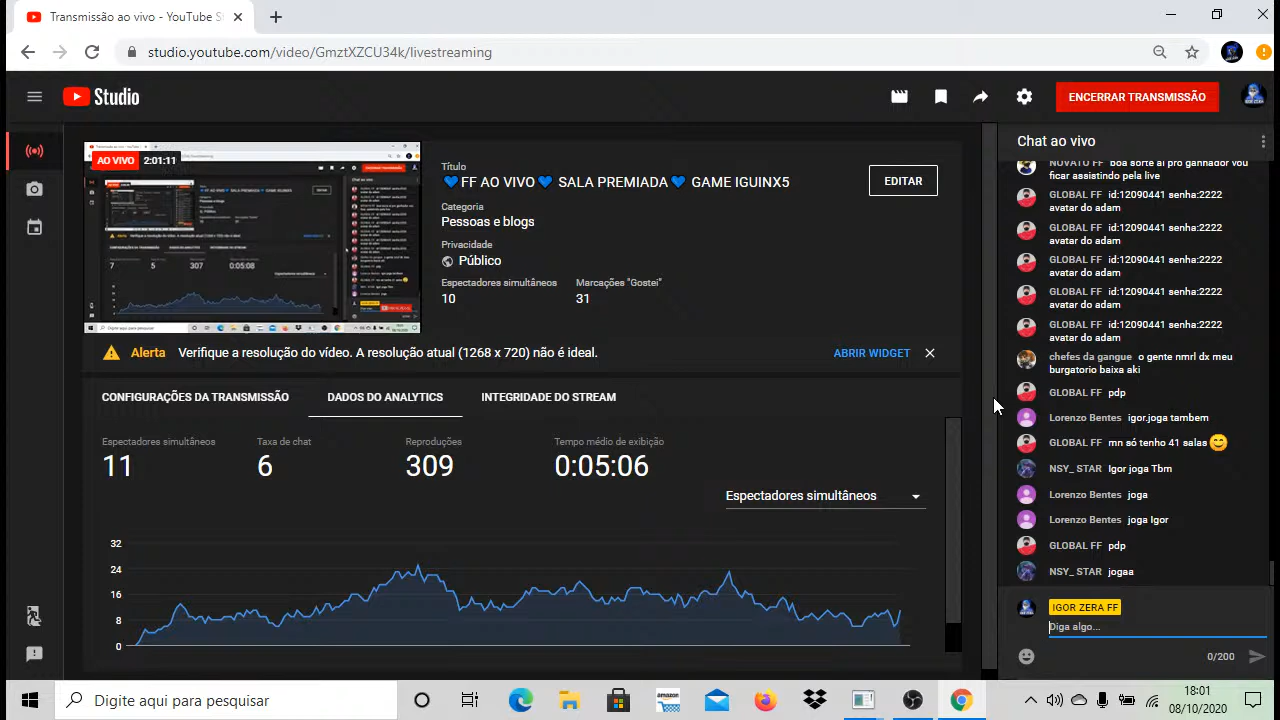 Transmissão ao vivo - YouTube S
studio.youtube.com/video/GmztXZCU34k/livestreaming
Studio
ENCERRAR TRANSMISSÃO
AO VIVO 2:01:11
Título
💙FF AO VIVO💙 SALA PREMIADA💙 GAME IGUINX5
EDITAR
Categoria
Pessoas e blogs
Privacidade
Público
Espectadores simultâneos
10
Marcações "Gostei"
31
Alerta Verifique a resolução do vídeo. A resolução atual (1268 x 720) não é ideal.
ABRIR WIDGET
CONFIGURAÇÕES DA TRANSMISSÃO
DADOS DO ANALYTICS
INTEGRIDADE DO STREAM
Espectadores simultâneos
11
Taxa de chat
6
Reproduções
309
Tempo médio de exibição
0:05:06
Espectadores simultâneos
32
24
16
8
0
Chat ao vivo
boa sorte ai pro ganhador vou
ficar assistindo pela live
GLOBAL FF id:12090441 senha:2222
avatar do adam
GLOBAL FF id:12090441 senha:2222
avatar do adam
GLOBAL FF id:12090441 senha:2222
avatar do adam
GLOBAL FF id:12090441 senha:2222
avatar do adam
GLOBAL FF id:12090441 senha:2222
avatar do adam
chefes da gangue o gente nmrl dx meu
burgatorio baixa aki
GLOBAL FF pdp
Lorenzo Bentes igor.joga tambem
GLOBAL FF mn só tenho 41 salas😊
NSY_ STAR Igor joga Tbm
Lorenzo Bentes joga
Lorenzo Bentes joga Igor
GLOBAL FF pdp
NSY_ STAR jogaa
IGOR ZERA FF
Diga algo...
0/200
Digite aqui para pesquisar
amazon
18:01
08/10/2020